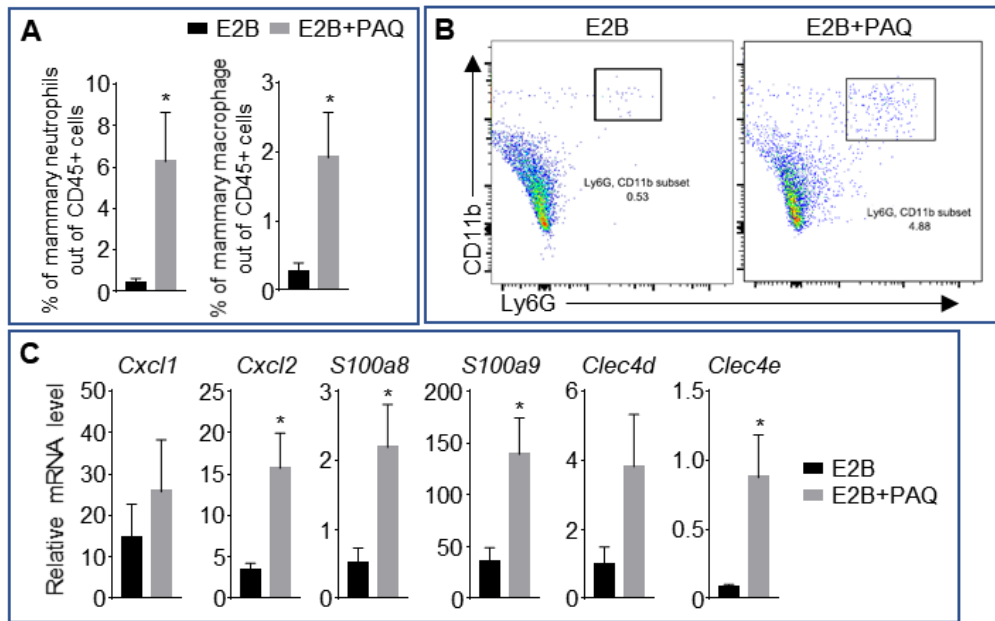 A
E2B E2B+PAQ
% of mammary neutrophils
out of CD45+ cells
10
8
6
4
2
0
*
% of mammary macrophage
out of CD45+ cells
3
2
1
0
*
B
E2B
E2B+PAQ
CD11b
Ly6G, CD11b subset
0.53
Ly6G, CD11b subset
4.88
Ly6G
C
Relative mRNA level
Cxcl1
50
40
30
20
10
0
Cxcl2
25
20
15
10
5
0
*
S100a8
3
2
1
0
*
S100a9
200
150
100
50
0
*
Clec4d
6
4
2
0
Clec4e
1.5
1.0
0.5
0
*
E2B
E2B+PAQ